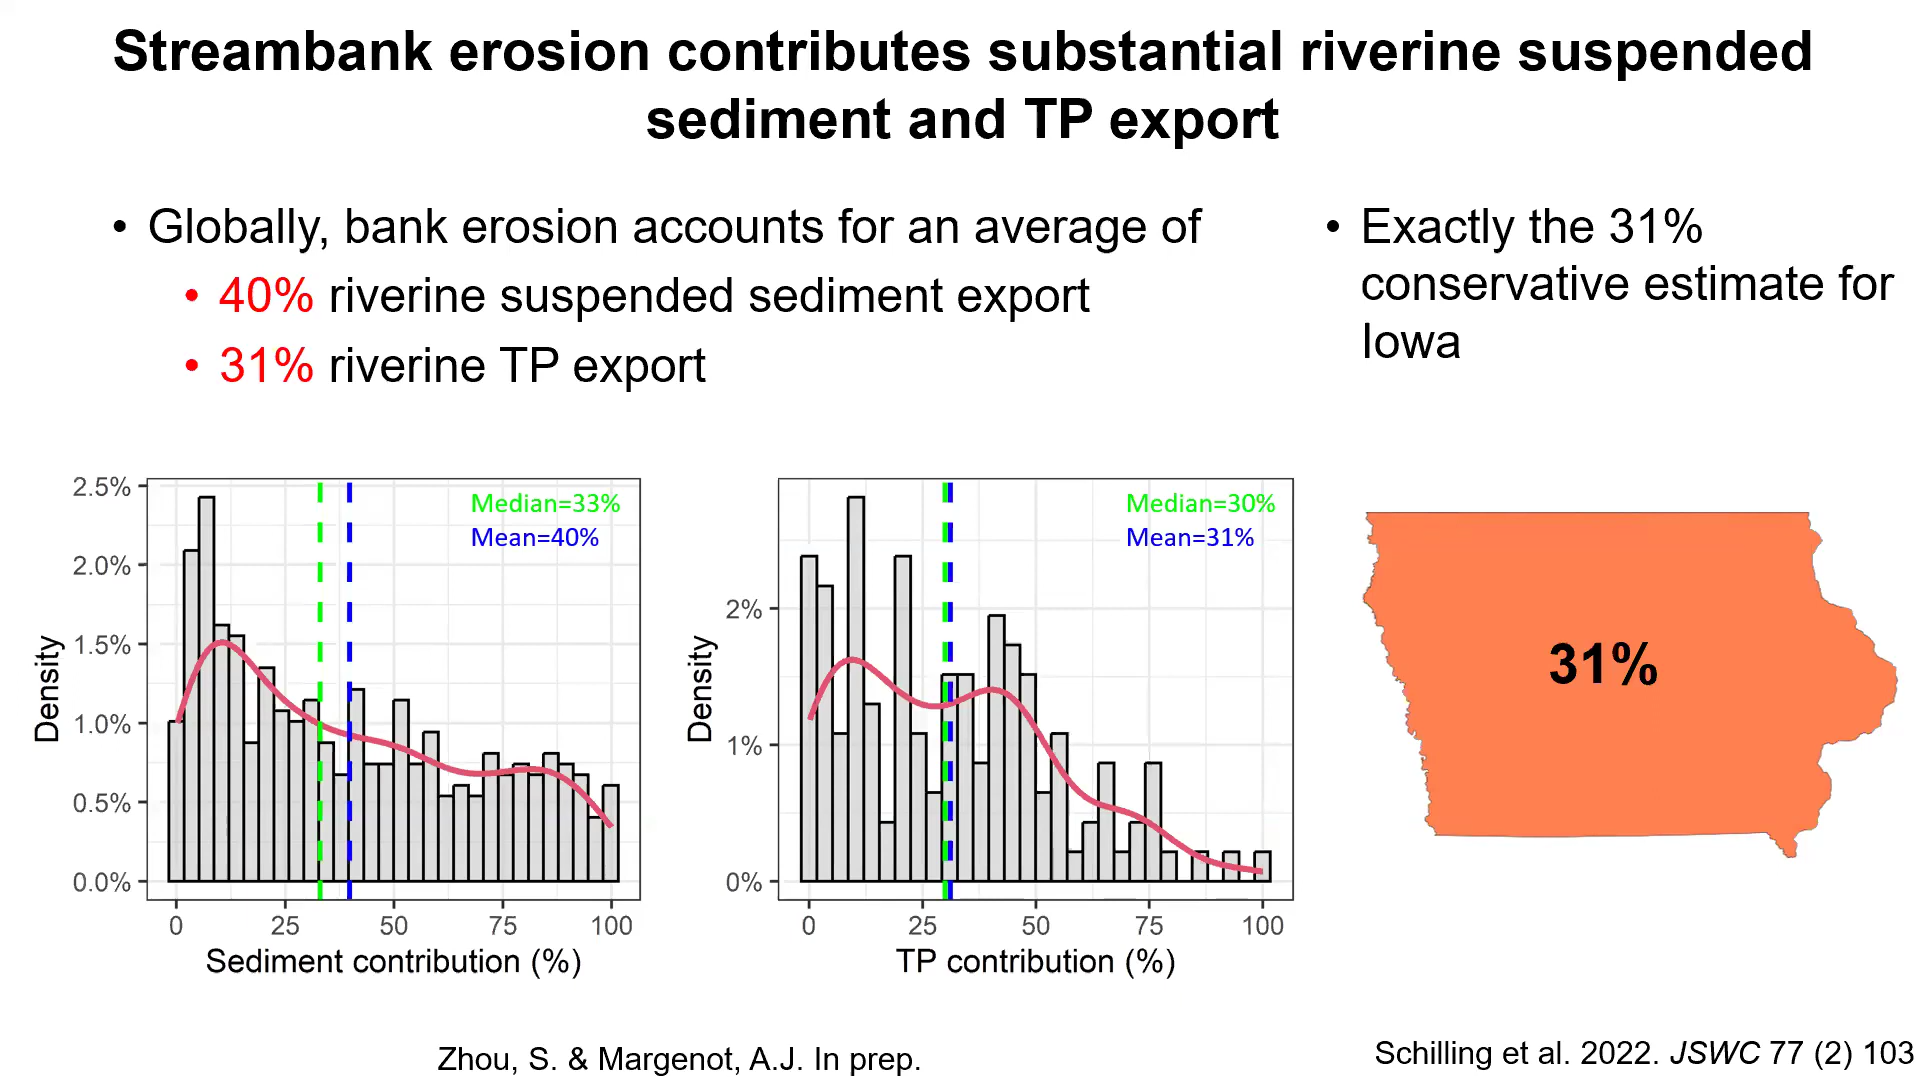 Streambank erosion contributes substantial riverine suspended
sediment and TP export
• Globally, bank erosion accounts for an average of
• 40% riverine suspended sediment export
• 31% riverine TP export
• Exactly the 31%
conservative estimate for
Iowa
Median=33%
Mean=40%
2.5%
2.0%
1.5%
1.0%
0.5%
0.0%
Density
0 25 50 75 100
Sediment contribution (%)
Median=30%
Mean=31%
2%
1%
0%
Density
0 25 50 75 100
TP contribution (%)
31%
Zhou, S. & Margenot, A.J. In prep.
Schilling et al. 2022. JSWC 77 (2) 103